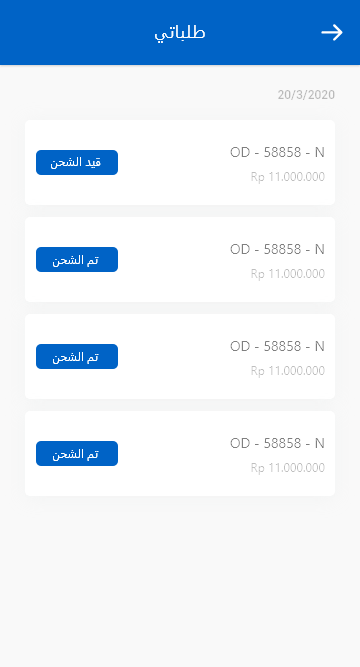 طلباتي
20/3/2020
OD - 58858 - N
Rp 11.000.000
قيد الشحن
OD - 58858 - N
Rp 11.000.000
تم الشحن
OD - 58858 - N
Rp 11.000.000
تم الشحن
OD - 58858 - N
Rp 11.000.000
تم الشحن